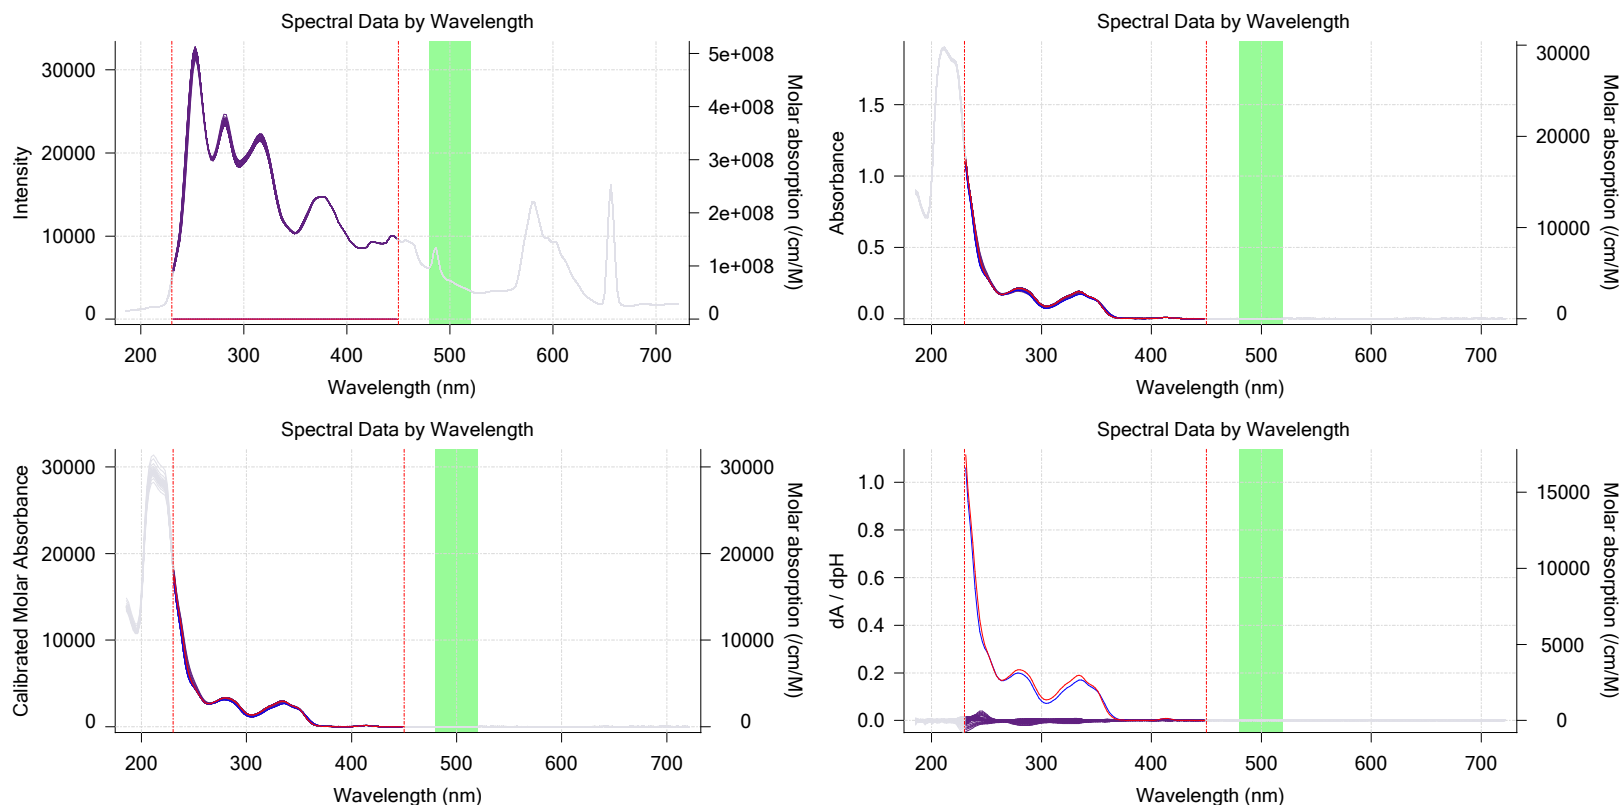 Spectral Data by Wavelength
Intensity
30000
20000
10000
0
5e+008
4e+008
3e+008
2e+008
1e+008
0
Molar absorption (/cm/M)
200 300 400 500 600 700
Wavelength (nm)
Spectral Data by Wavelength
Absorbance
1.5
1.0
0.5
0.0
30000
20000
10000
0
Molar absorption (/cm/M)
200 300 400 500 600 700
Wavelength (nm)
Spectral Data by Wavelength
Calibrated Molar Absorbance
30000
20000
10000
0
30000
20000
10000
0
Molar absorption (/cm/M)
200 300 400 500 600 700
Wavelength (nm)
Spectral Data by Wavelength
dA / dpH
1.0
0.8
0.6
0.4
0.2
0.0
15000
10000
5000
0
Molar absorption (/cm/M)
200 300 400 500 600 700
Wavelength (nm)